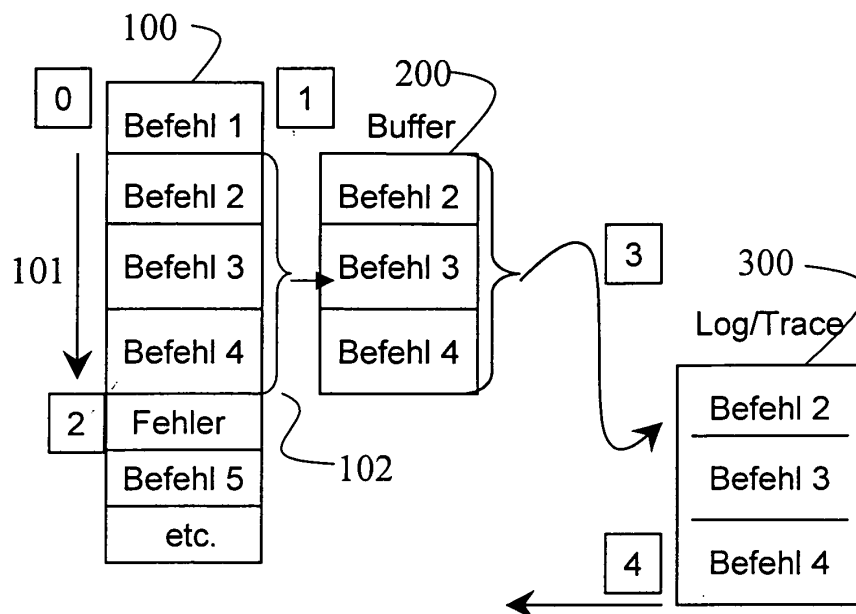 100
0
1
200
Befehl 1
Buffer
Befehl 2
Befehl 2
101
Befehl 3
Befehl 3
3
300
Befehl 4
Befehl 4
Log/Trace
2
Fehler
102
Befehl 2
Befehl 5
Befehl 3
etc.
4
Befehl 4